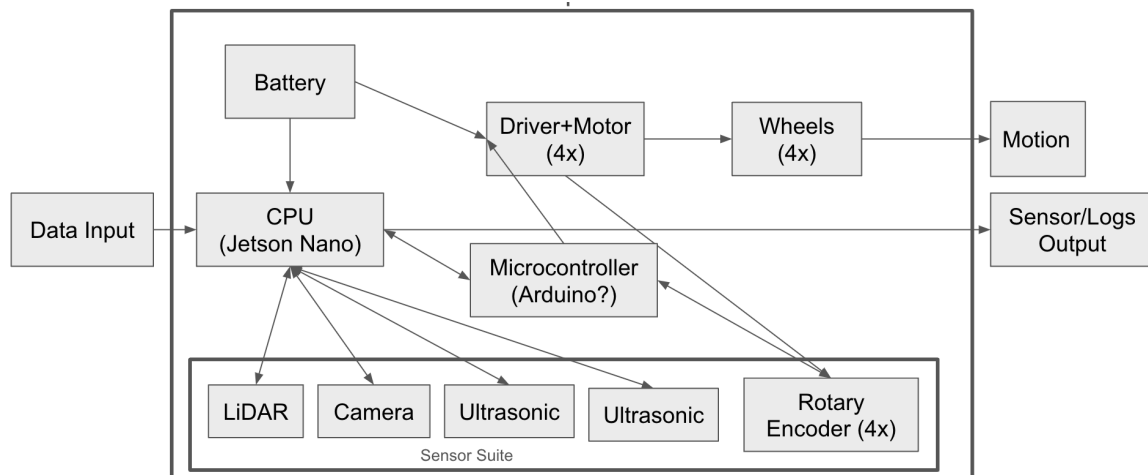 Battery
Driver+Motor
(4x)
Wheels
(4x)
Motion
Data Input
CPU
(Jetson Nano)
Sensor/Logs
Output
Microcontroller
(Arduino?)
LiDAR
Camera
Ultrasonic
Ultrasonic
Rotary
Encoder (4x)
Sensor Suite